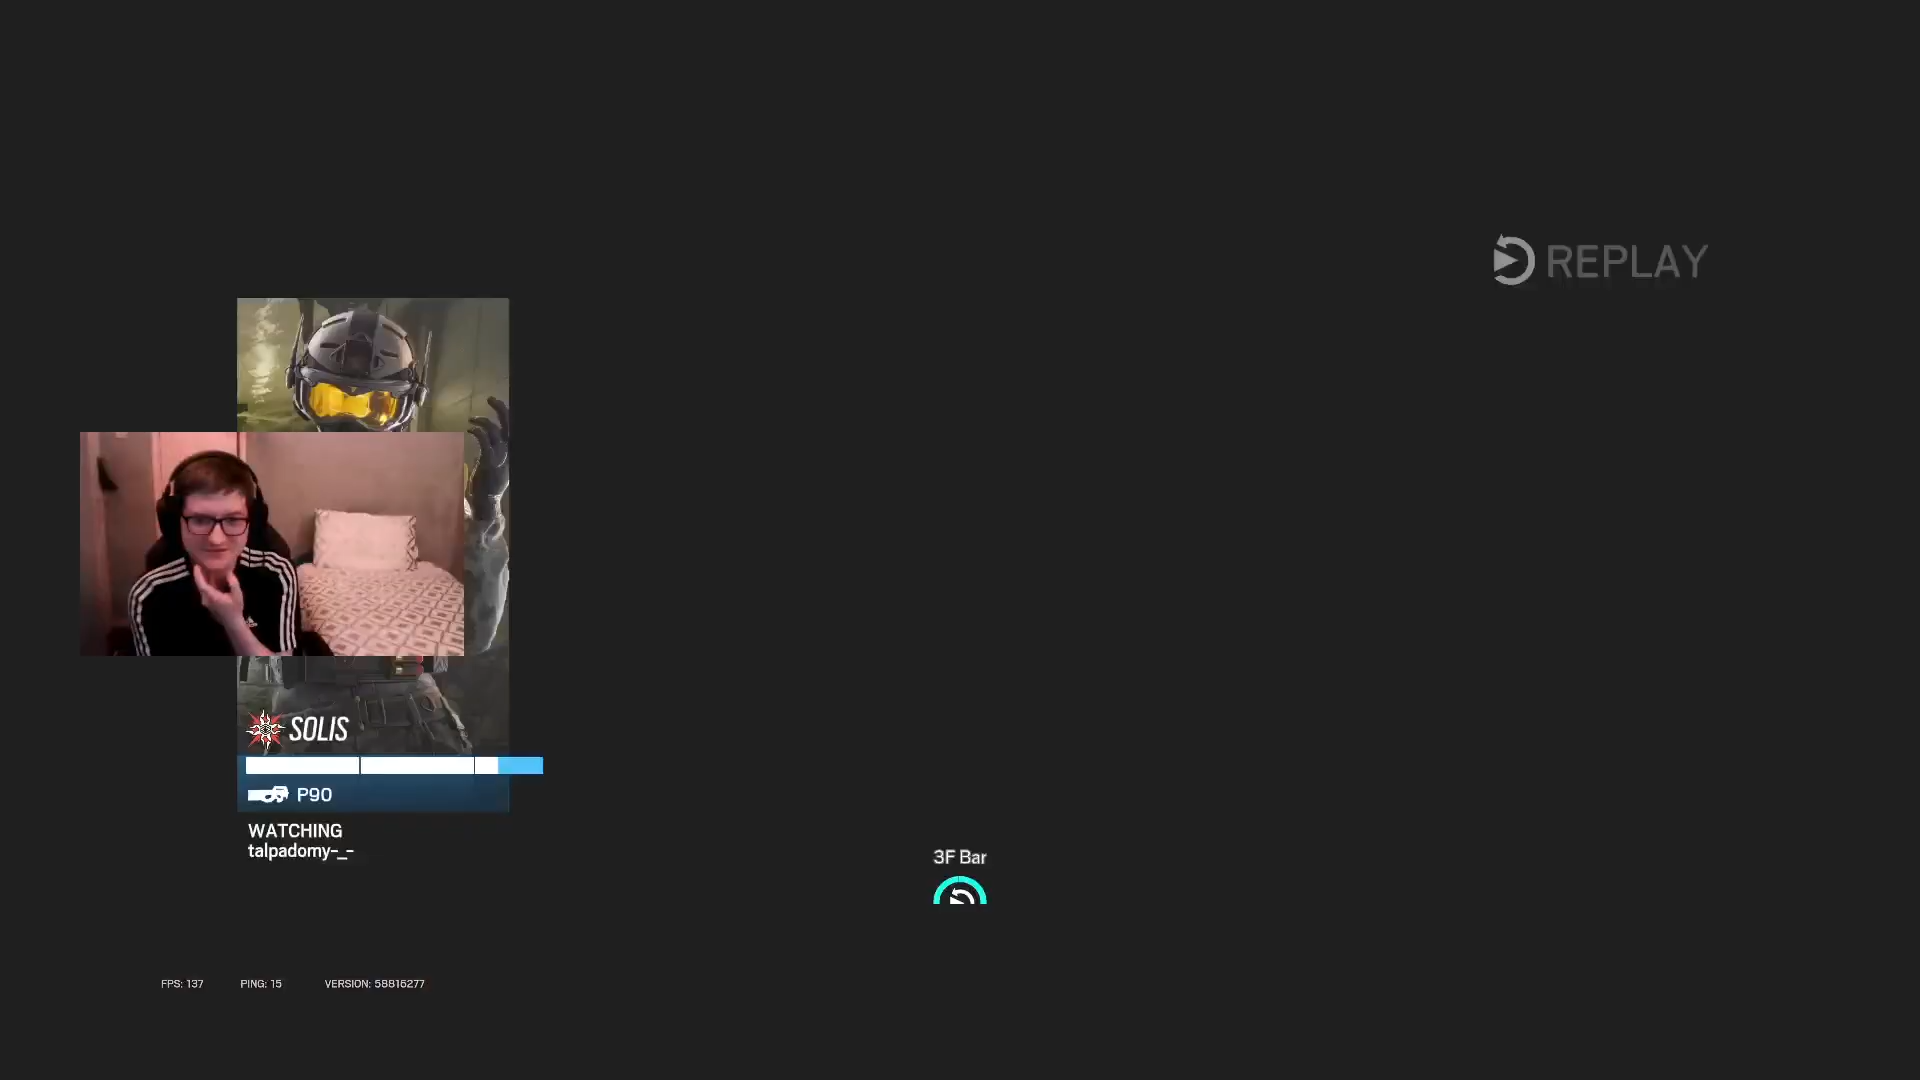 REPLAY
SOLIS
P90
WATCHING
talpadomy-_-
3F Bar
FPS: 137 PING: 15 VERSION: 58816277